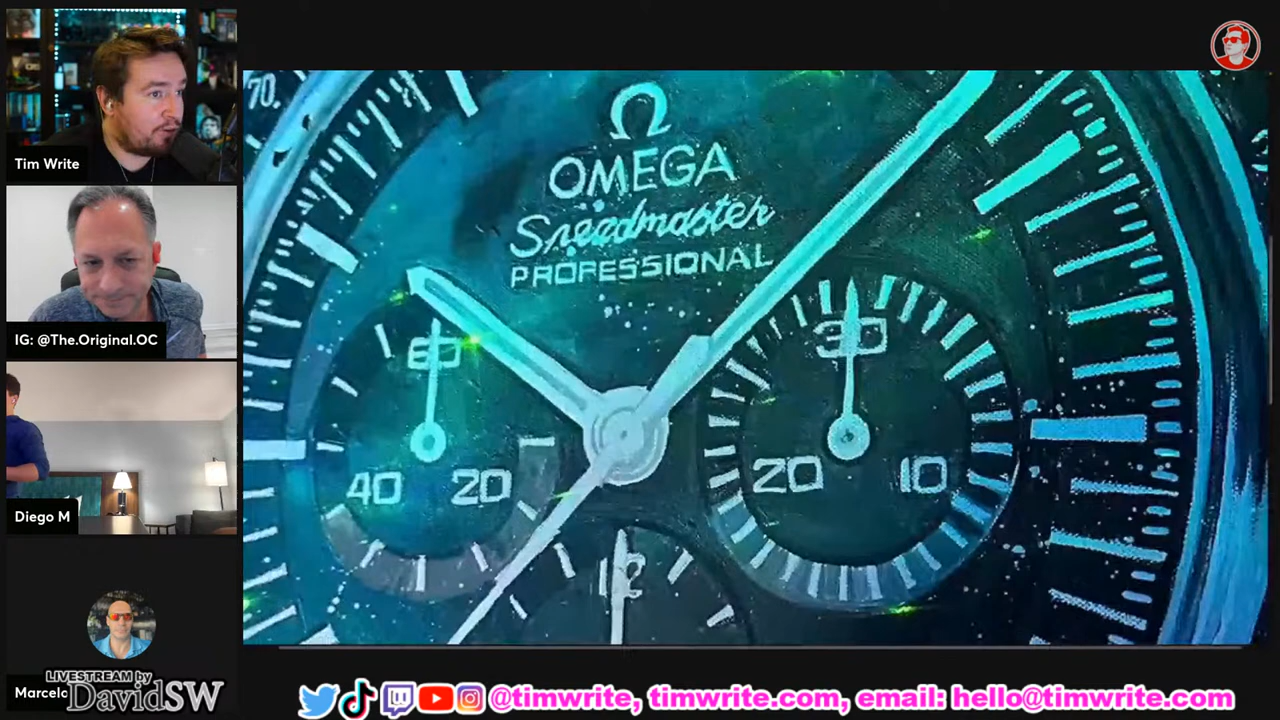 Tim Write
IG: @The.Original.OC
Diego M
Marcelo
LIVESTREAM by
DavidSW
70.
Ω
OMEGA
Speedmaster
PROFESSIONAL
60
40 20
30
20 10
12
@timwrite, timwrite.com, email: hello@timwrite.com